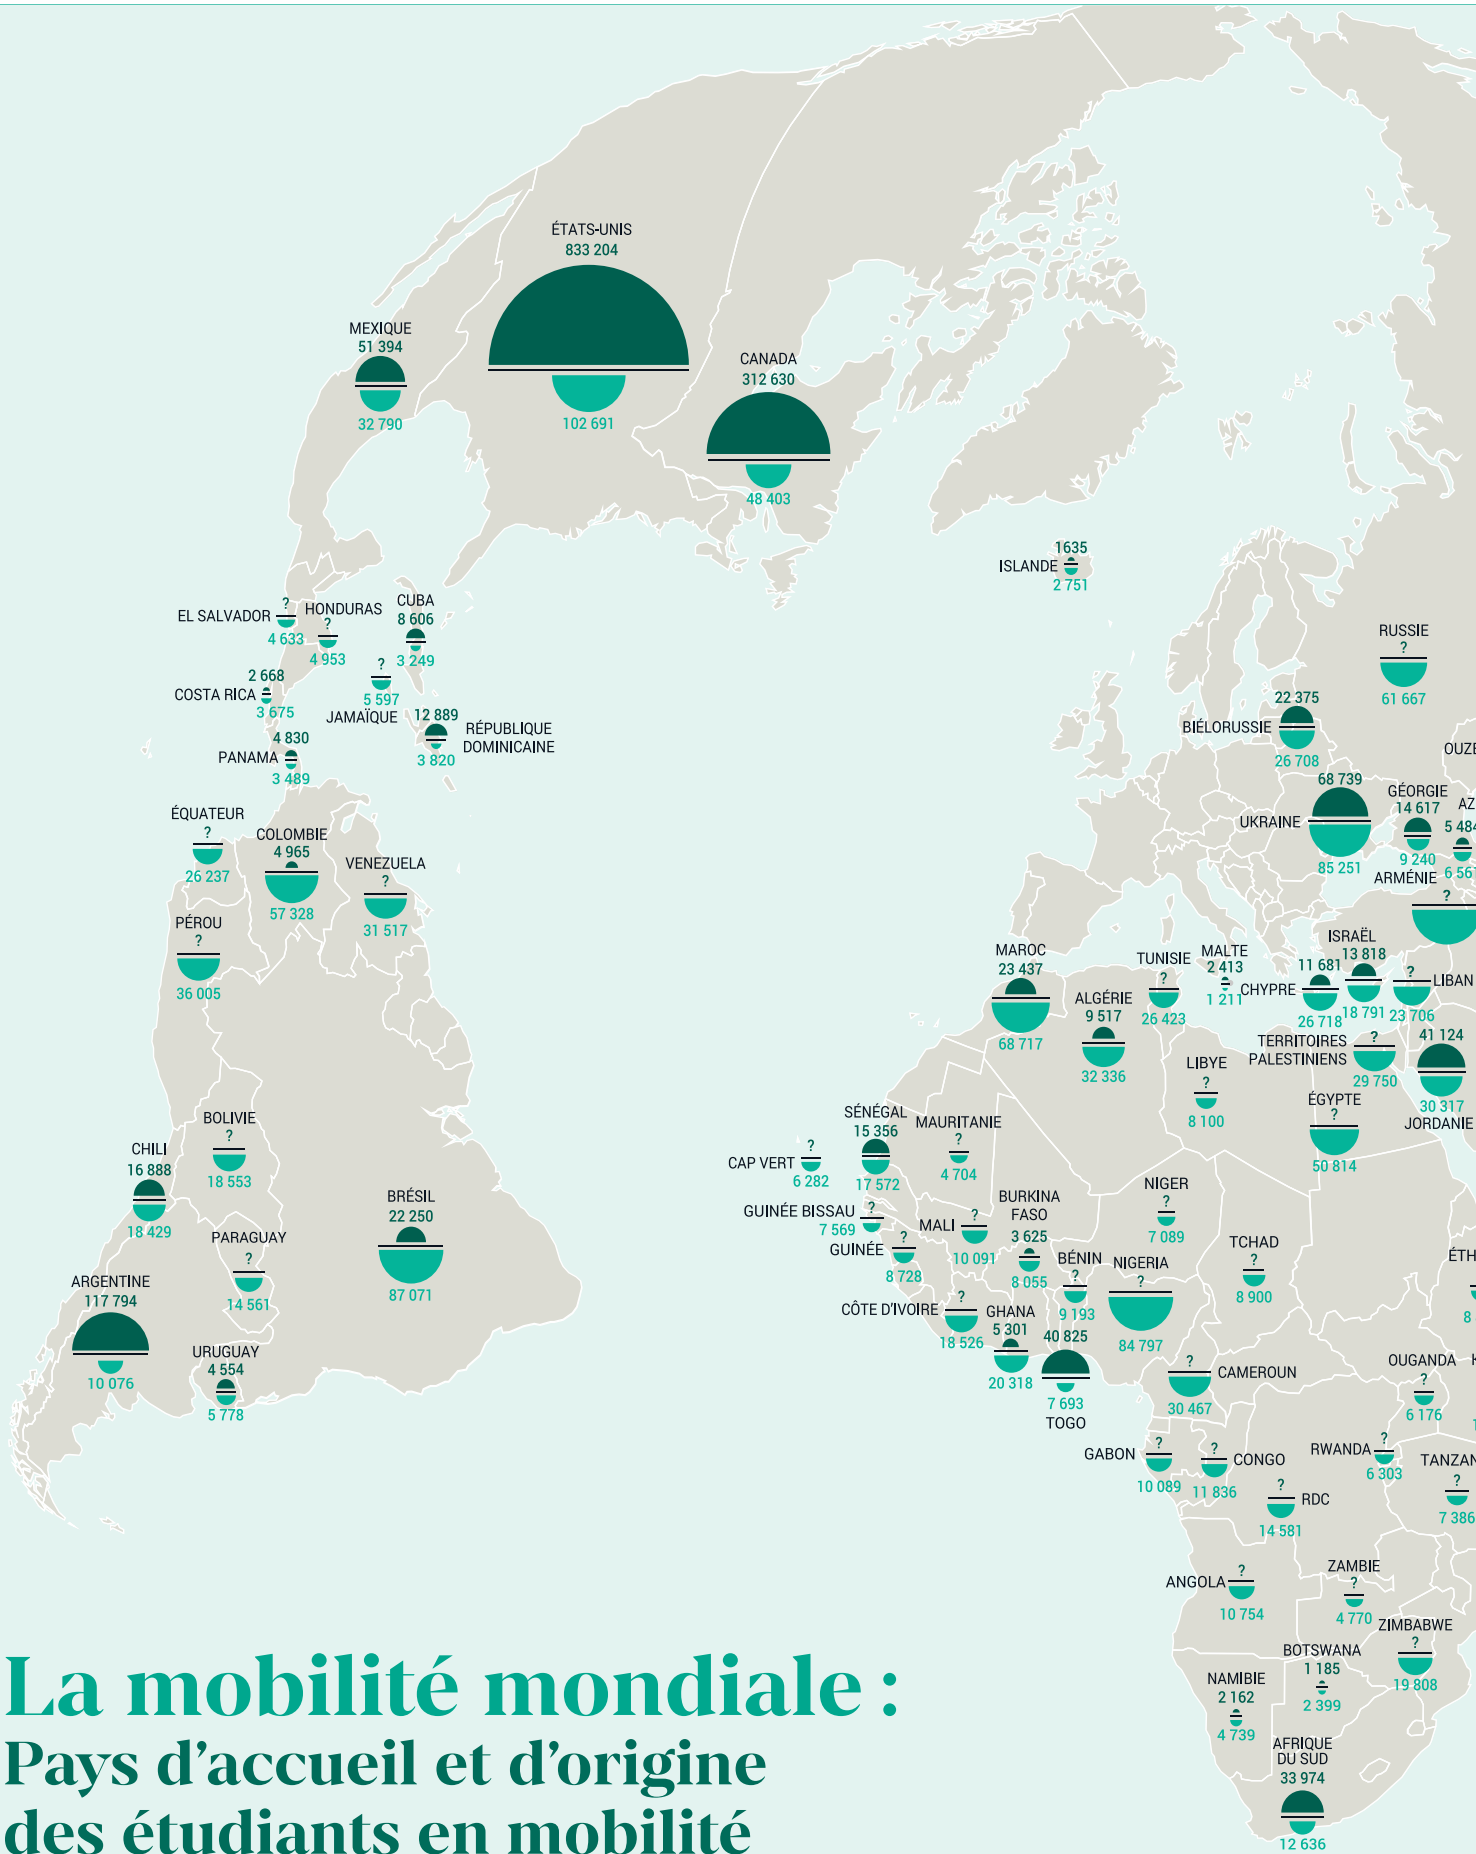 ÉTATS-UNIS
833 204
102 691
MEXIQUE
51 394
32 790
CANADA
312 630
48 403
1635
ISLANDE
2 751
EL SALVADOR
?
4 633
HONDURAS
?
4 953
CUBA
8 606
3 249
?
5 597
JAMAÏQUE
2 668
COSTA RICA
3 675
12 889
RÉPUBLIQUE
DOMINICAINE
3 820
4 830
PANAMA
3 489
RUSSIE
?
61 667
22 375
BIÉLORUSSIE
26 708
OUZE
68 739
UKRAINE
85 251
GÉORGIE
14 617
9 240
AZ
5 484
6 561
ARMÉNIE
?
ÉQUATEUR
?
26 237
COLOMBIE
4 965
57 328
VENEZUELA
?
31 517
PÉROU
?
36 005
MAROC
23 437
68 717
ALGÉRIE
9 517
32 336
TUNISIE
?
26 423
MALTE
2 413
1 211
11 681
CHYPRE
26 718
ISRAËL
13 818
18 791
?
LIBAN
23 706
TERRITOIRES
PALESTINIENS
?
29 750
41 124
30 317
JORDANIE
LIBYE
?
8 100
ÉGYPTE
?
50 814
BOLIVIE
?
18 553
CHILI
16 888
18 429
BRÉSIL
22 250
87 071
PARAGUAY
?
14 561
ARGENTINE
117 794
10 076
URUGUAY
4 554
5 778
SÉNÉGAL
15 356
17 572
MAURITANIE
?
4 704
CAP VERT
?
6 282
GUINÉE BISSAU
?
7 569
GUINÉE
?
8 728
MALI
?
10 091
BURKINA
FASO
3 625
8 055
NIGER
?
7 089
BÉNIN
?
9 193
NIGERIA
?
84 797
TCHAD
?
8 900
ÉTH
8
CÔTE D'IVOIRE
?
18 526
GHANA
5 301
20 318
40 825
7 693
TOGO
?
CAMEROUN
30 467
OUGANDA
?
6 176
K
1
GABON
?
10 089
?
CONGO
11 836
?
RDC
14 581
RWANDA
?
6 303
TANZAN
?
7 386
ANGOLA
?
10 754
ZAMBIE
?
4 770
ZIMBABWE
?
19 808
BOTSWANA
1 185
2 399
NAMIBIE
2 162
4 739
AFRIQUE
DU SUD
33 974
12 636
La mobilité mondiale :
Pays d'accueil et d'origine
des étudiants en mobilité